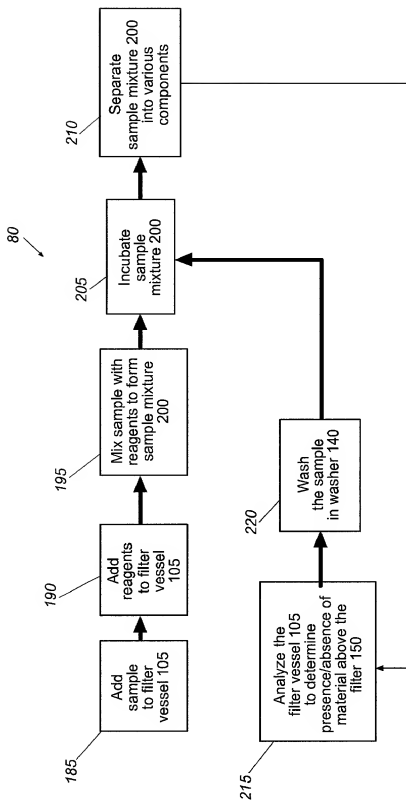 80
185
Add
sample
to filter
vessel 105
190
Add
reagents
to filter
vessel
105
195
Mix sample with
reagents to form
sample mixture
200
205
Incubate
sample
mixture 200
210
Separate
sample mixture 200
into various
components
215
Analyze the
filter vessel 105
to determine
presence/absence of
material above the
filter 150
220
Wash
the sample
in washer 140